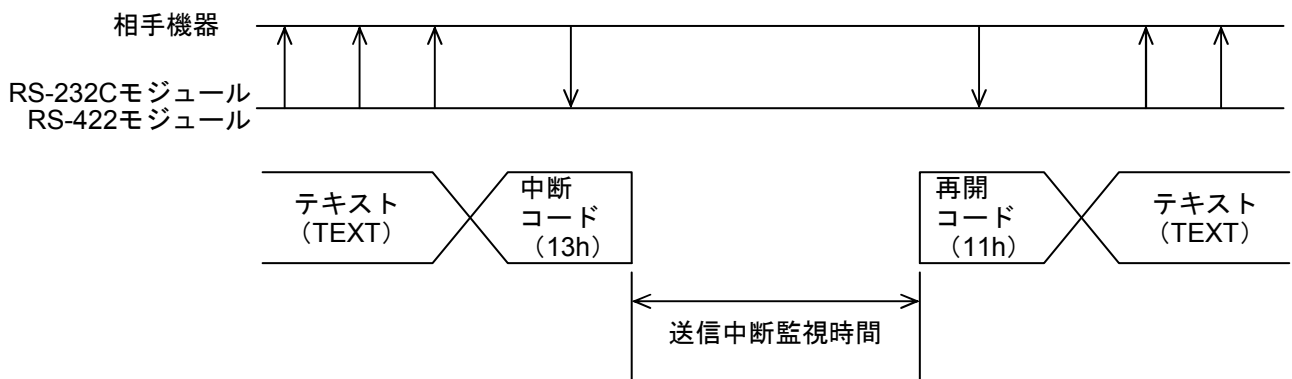 相手機器
RS-232Cモジュール
RS-422モジュール
テキスト
（TEXT）
中断
コード
（13h）
再開
コード
（11h）
テキスト
（TEXT）
送信中断監視時間